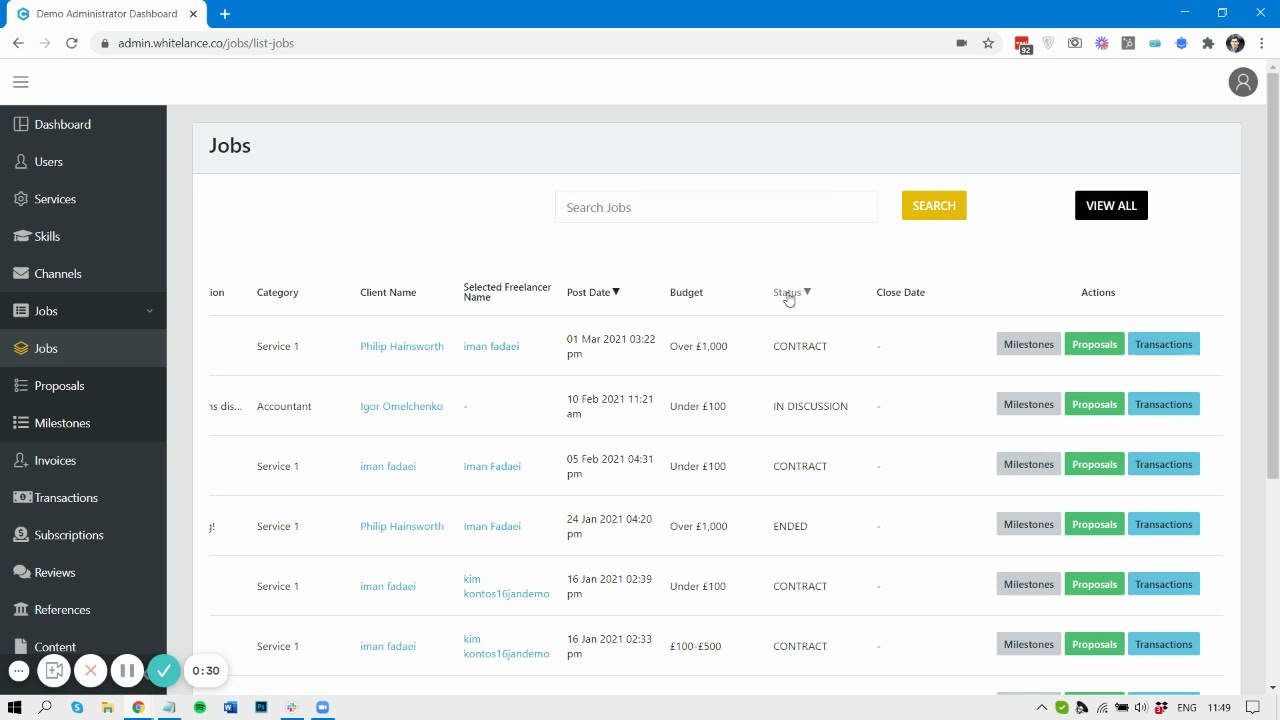 Demo Administrator Dashboard
admin.whitelance.co/jobs/list-jobs
92
Dashboard
Users
Services
Skills
Channels
Jobs
Jobs
Proposals
Milestones
Invoices
Transactions
Subscriptions
Reviews
References
Content
0:30
Jobs
Search Jobs
SEARCH
VIEW ALL
ion Category Client Name Selected Freelancer Name Post Date Budget Status Close Date Actions
Service 1 Philip Hainsworth iman fadaei 01 Mar 2021 03:22 pm Over £1,000 CONTRACT - Milestones Proposals Transactions
ns dis... Accountant Igor Omelchenko - 10 Feb 2021 11:21 am Under £100 IN DISCUSSION - Milestones Proposals Transactions
Service 1 iman fadaei Iman Fadaei 05 Feb 2021 04:31 pm Under £100 CONTRACT - Milestones Proposals Transactions
g! Service 1 Philip Hainsworth Iman Fadaei 24 Jan 2021 04:20 pm Over £1,000 ENDED - Milestones Proposals Transactions
Service 1 iman fadaei kim kontos16jandemo 16 Jan 2021 02:39 pm Under £100 CONTRACT - Milestones Proposals Transactions
Service 1 iman fadaei kim kontos16jandemo 16 Jan 2021 02:33 pm £100-£500 CONTRACT - Milestones Proposals Transactions
ENG 11:49